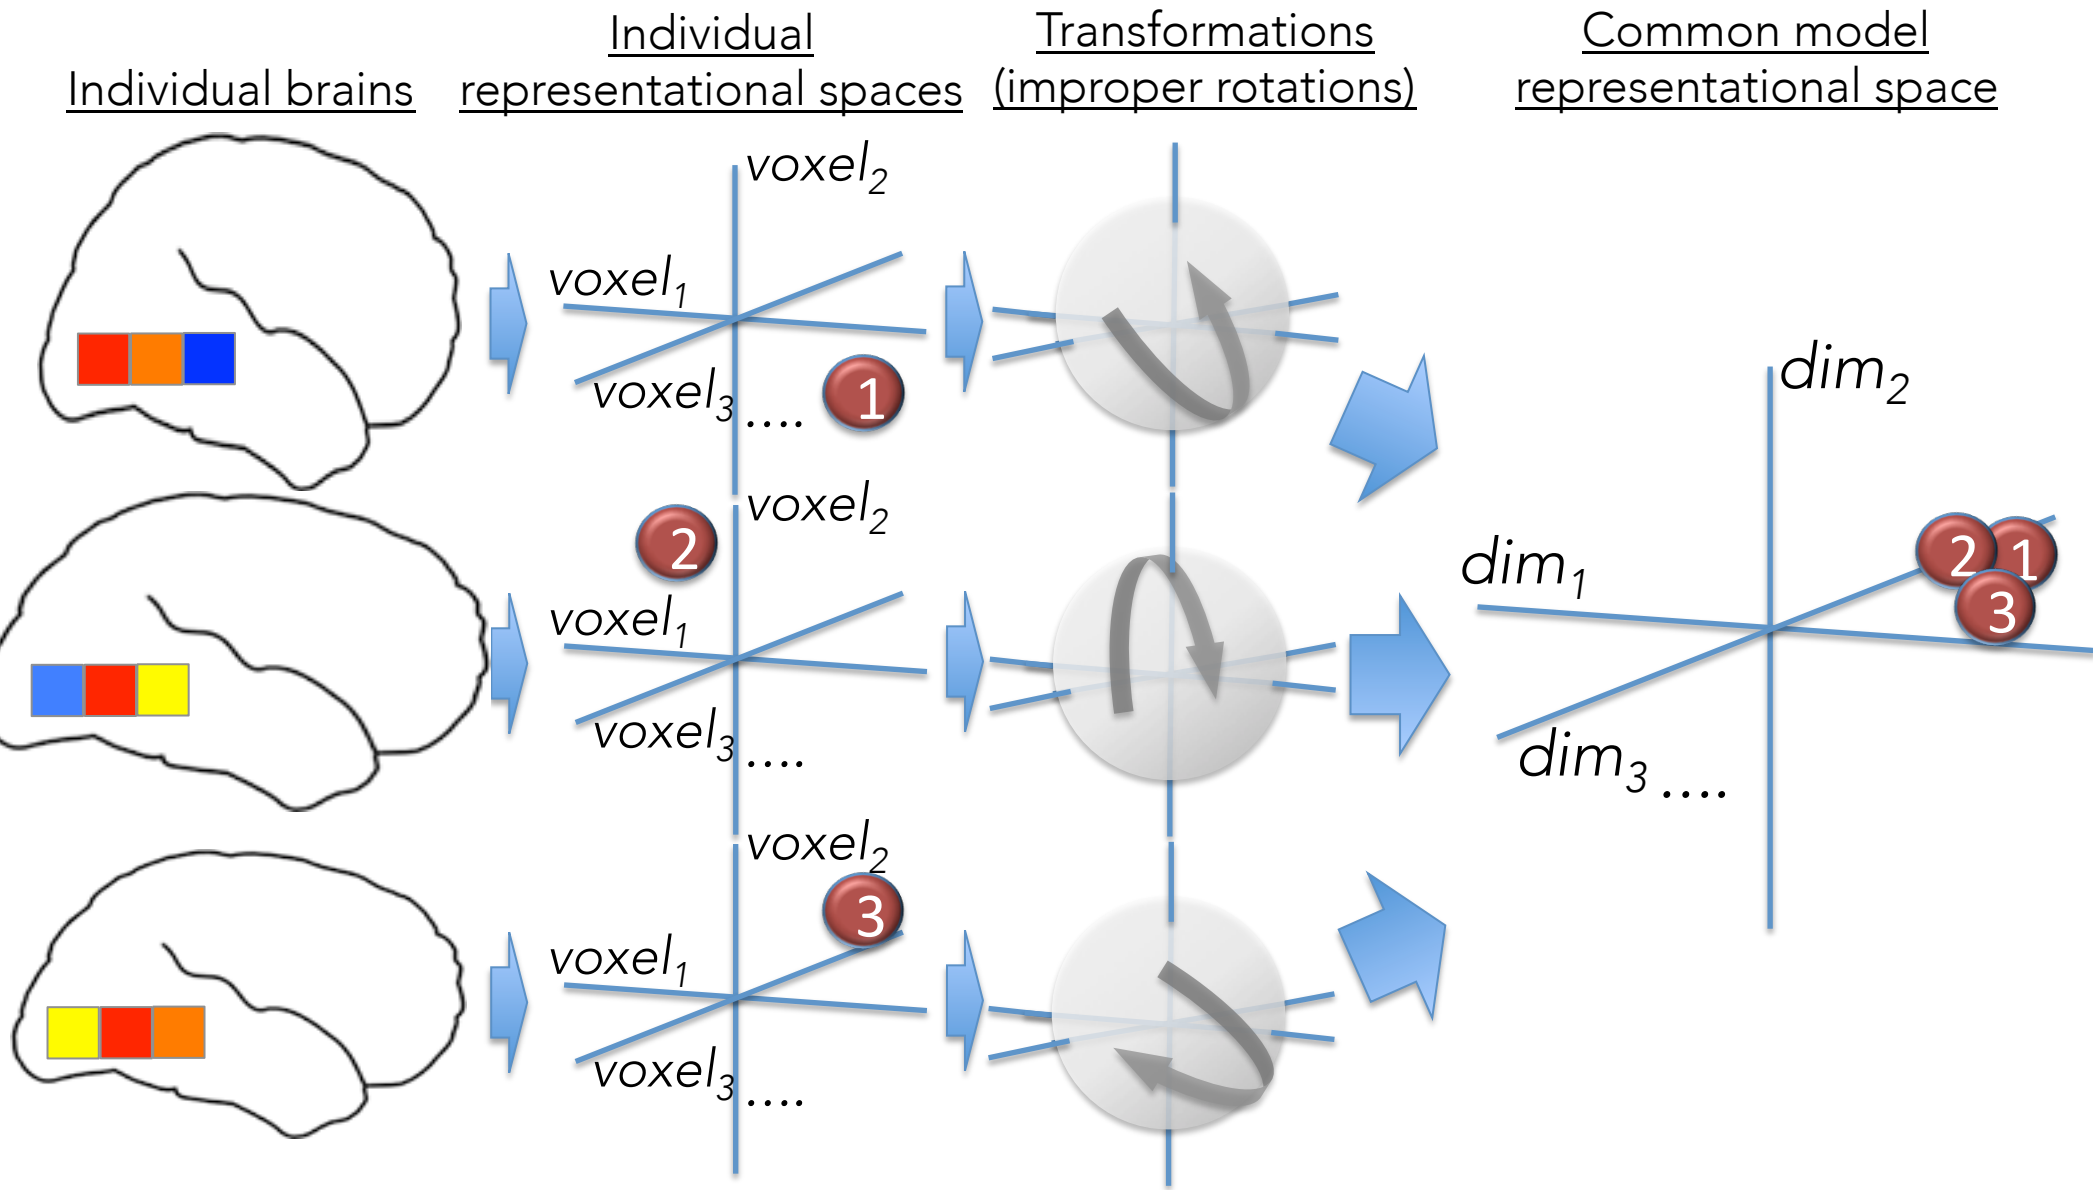 Individual brains
Individual
representational spaces
Transformations
(improper rotations)
Common model
representational space
voxel₂
voxel₁
voxel₃ ....
1
voxel₂
2
voxel₁
voxel₃ ....
voxel₂
3
voxel₁
voxel₃ ....
dim₂
dim₁
2
1
3
dim₃ ....